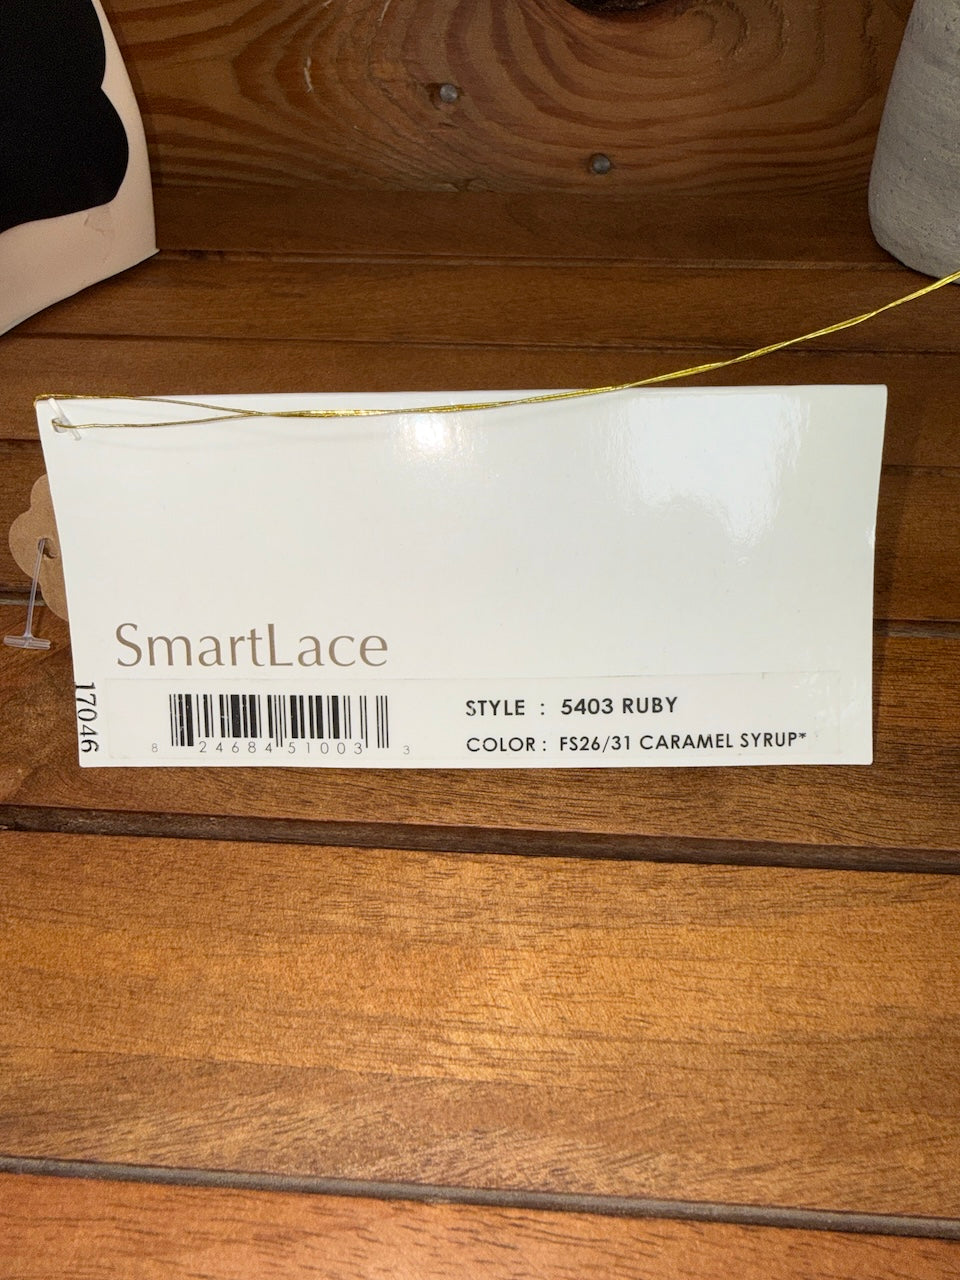 SmartLace
17046
8 24684 51003 3
STYLE : 5403 RUBY
COLOR : FS26/31 CARAMEL SYRUP*